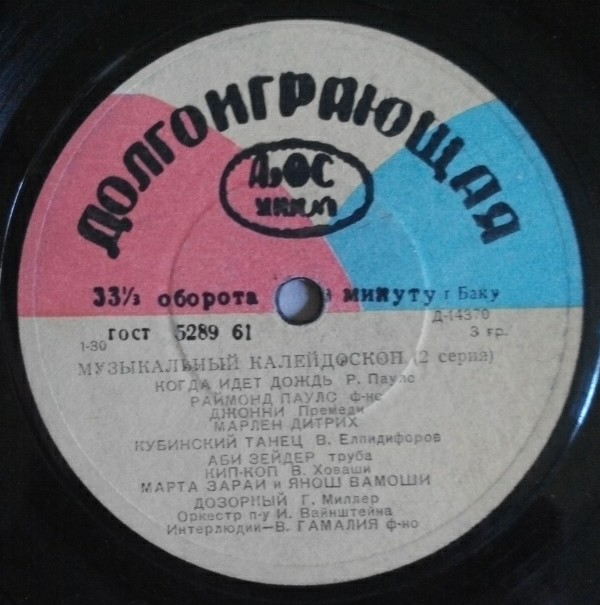 ДОЛГОИГРАЮЩАЯ
33⅓ оборота в минуту г Баку
ГОСТ 5289 61
Д-14370
1-30
3 гр.
МУЗЫКАЛЬНЫЙ КАЛЕЙДОСКОП (2 серия)
КОГДА ИДЕТ ДОЖДЬ Р. Паулс
РАЙМОНД ПАУЛС ф-но
ДЖОННИ Премеди
МАРЛЕН ДИТРИХ
КУБИНСКИЙ ТАНЕЦ В. Елпидифоров
АБИ ЗЕЙДЕР труба
КИП-КОП В. Ховаши
МАРТА ЗАРАИ и ЯНОШ ВАМОШИ
ДОЗОРНЫЙ Г. Миллер
Оркестр п-у И. Вайнштейна
Интерлюдии—В. ГАМАЛИЯ ф-но